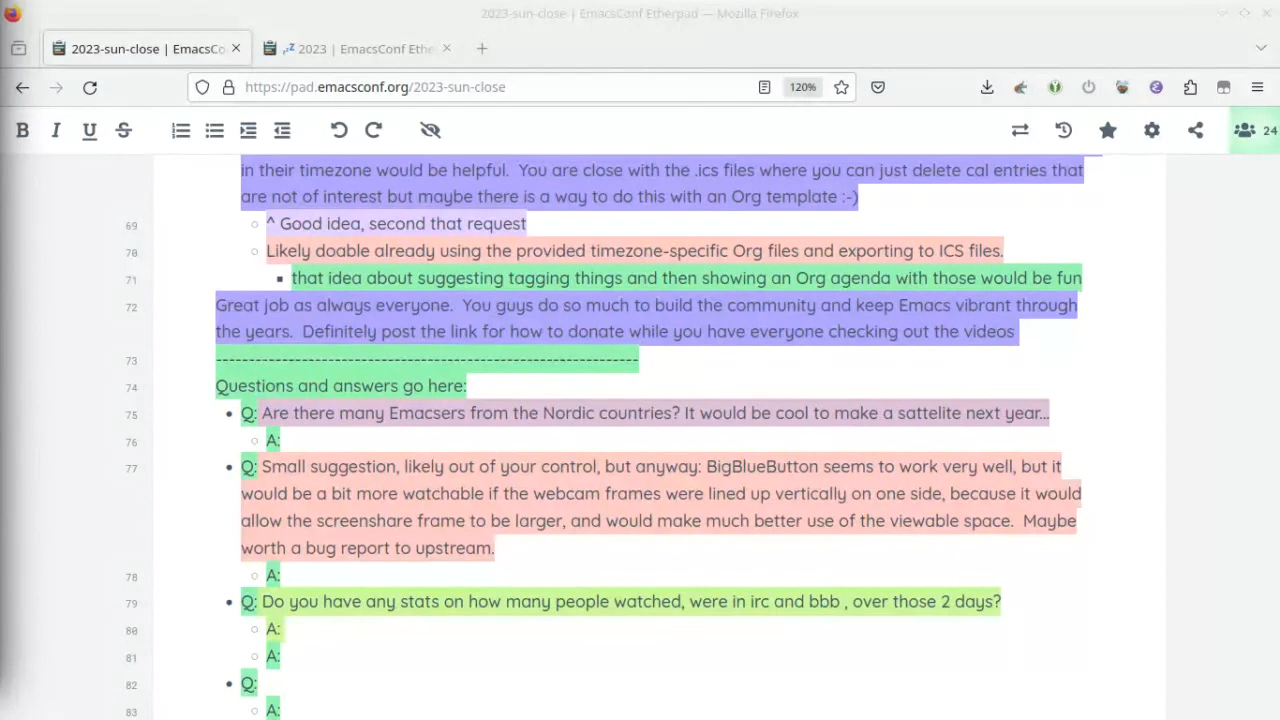 2023-sun-close | EmacsConf Etherpad — Mozilla Firefox
2023-sun-close | EmacsCo
2023 | EmacsConf Ethe
https://pad.emacsconf.org/2023-sun-close
120%
B I U S
24
in their timezone would be helpful.  You are close with the .ics files where you can just delete cal entries that
are not of interest but maybe there is a way to do this with an Org template :-)
69 ^ Good idea, second that request
70 Likely doable already using the provided timezone-specific Org files and exporting to ICS files.
71 that idea about suggesting tagging things and then showing an Org agenda with those would be fun
72 Great job as always everyone.  You guys do so much to build the community and keep Emacs vibrant through
the years.  Definitely post the link for how to donate while you have everyone checking out the videos
73 ----------------------------------------------------------------
74 Questions and answers go here:
75 Q: Are there many Emacsers from the Nordic countries? It would be cool to make a sattelite next year...
76 A:
77 Q: Small suggestion, likely out of your control, but anyway: BigBlueButton seems to work very well, but it
would be a bit more watchable if the webcam frames were lined up vertically on one side, because it would
allow the screenshare frame to be larger, and would make much better use of the viewable space.  Maybe
worth a bug report to upstream.
78 A:
79 Q: Do you have any stats on how many people watched, were in irc and bbb , over those 2 days?
80 A:
81 A:
82 Q:
83 A: